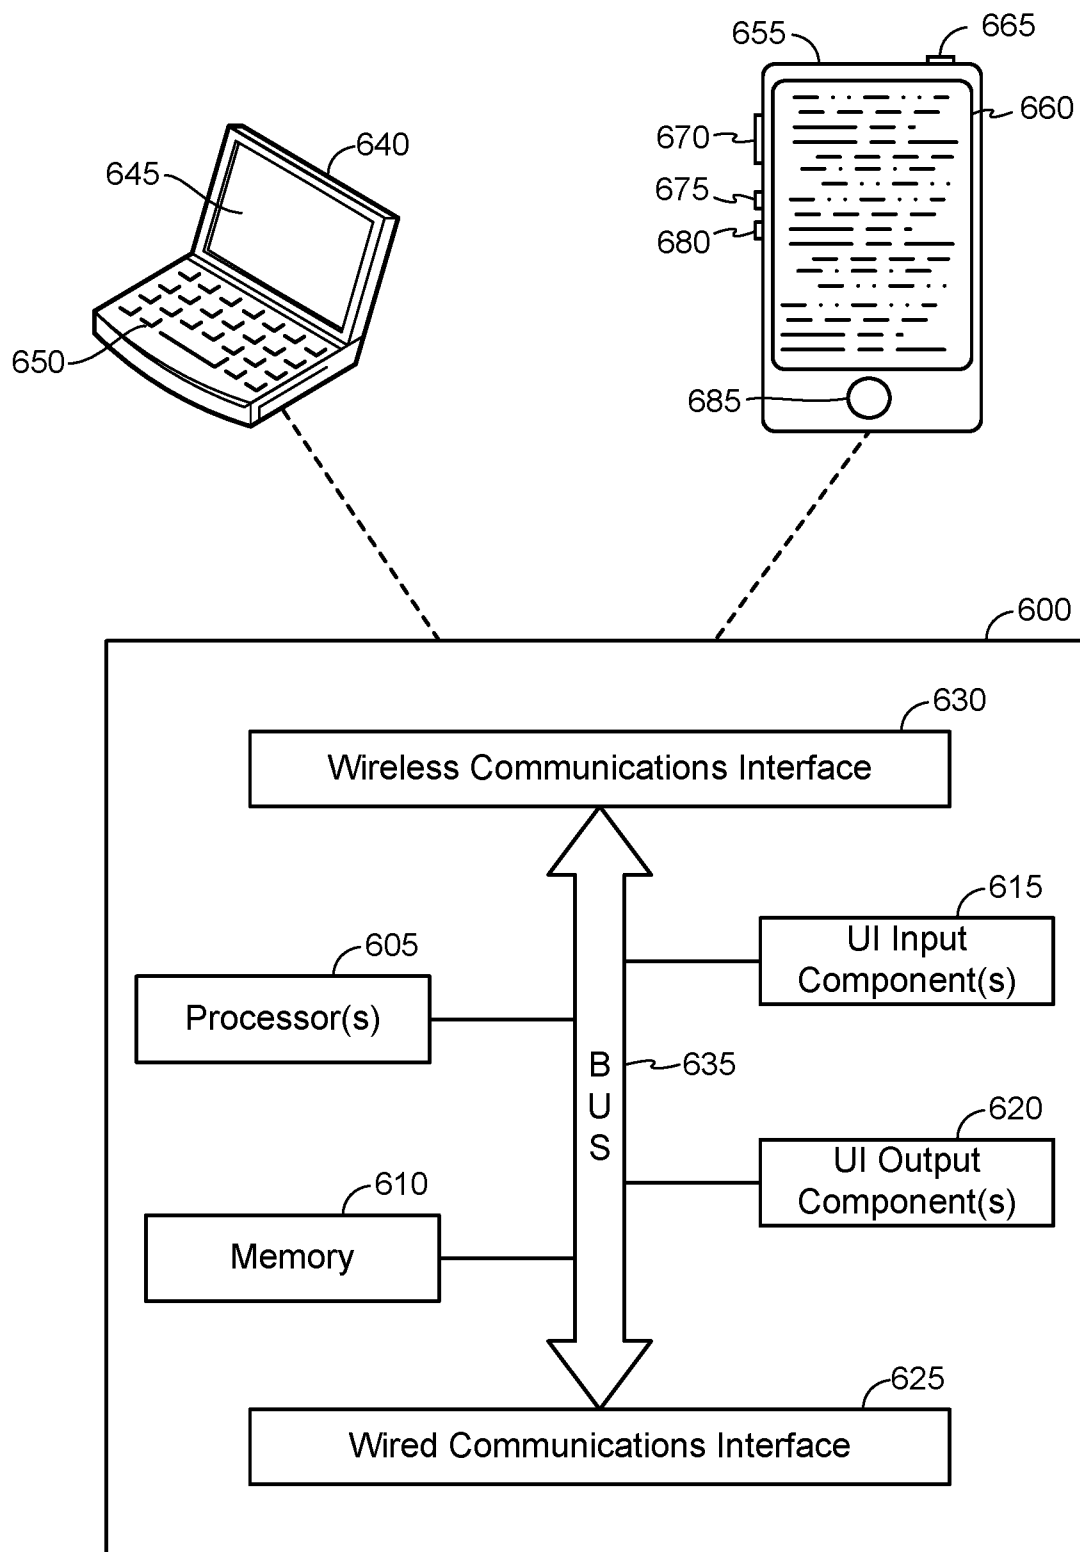 665
655
660
670
640
645
675
680
650
685
600
630
Wireless Communications Interface
615
UI Input
Component(s)
605
Processor(s)
B
U
S
635
620
UI Output
Component(s)
610
Memory
625
Wired Communications Interface